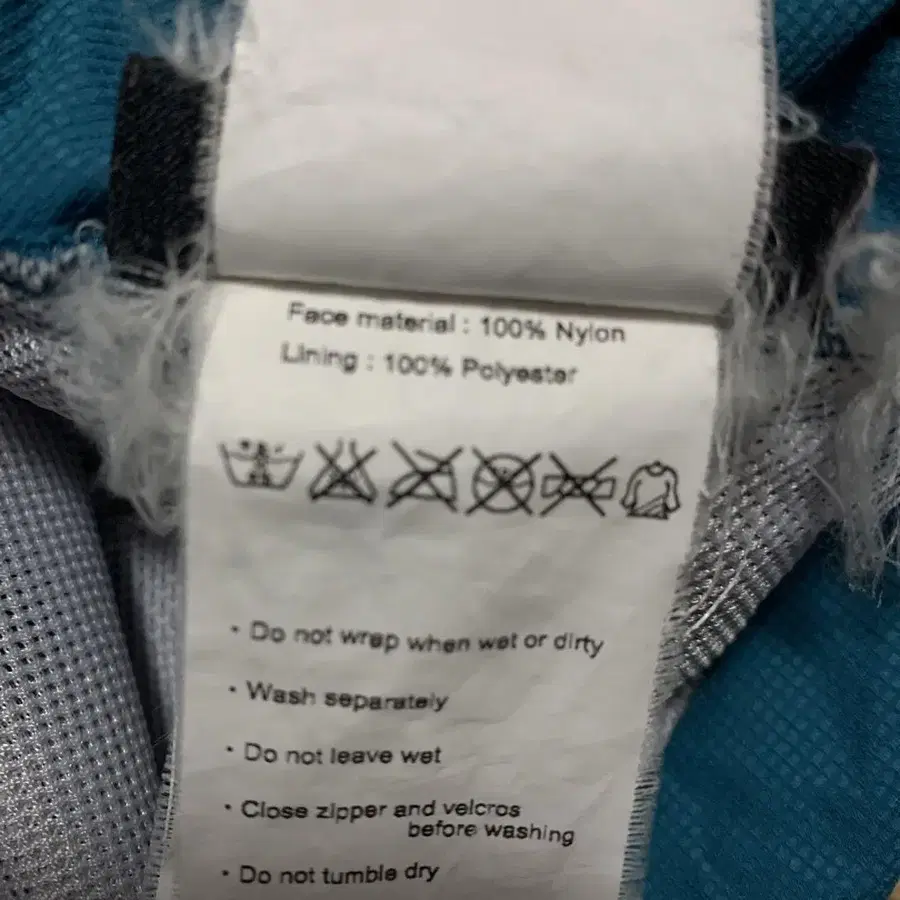 Face material : 100% Nylon
Lining : 100% Polyester
• Do not wrap when wet or dirty
• Wash separately
• Do not leave wet
• Close zipper and velcros
before washing
• Do not tumble dry